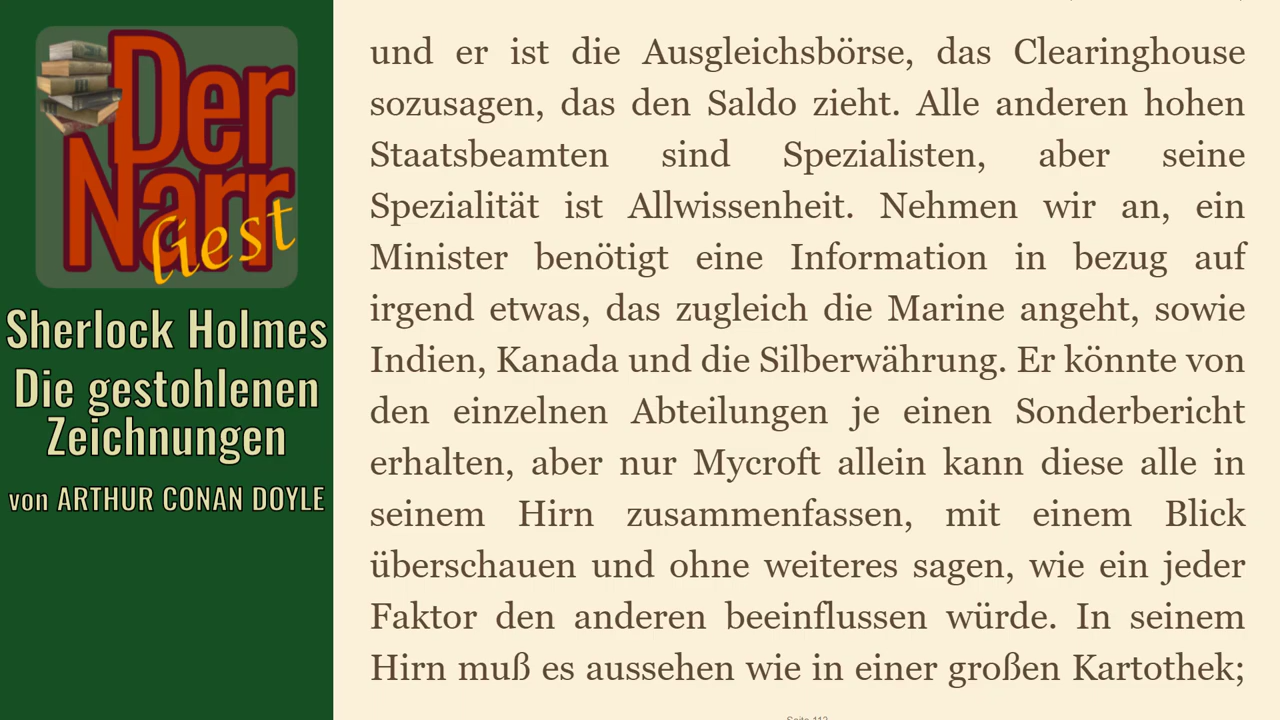 Der
Narr
liest
Sherlock Holmes
Die gestohlenen
Zeichnungen
von ARTHUR CONAN DOYLE
und er ist die Ausgleichsbörse, das Clearinghouse
sozusagen, das den Saldo zieht. Alle anderen hohen
Staatsbeamten sind Spezialisten, aber seine
Spezialität ist Allwissenheit. Nehmen wir an, ein
Minister benötigt eine Information in bezug auf
irgend etwas, das zugleich die Marine angeht, sowie
Indien, Kanada und die Silberwährung. Er könnte von
den einzelnen Abteilungen je einen Sonderbericht
erhalten, aber nur Mycroft allein kann diese alle in
seinem Hirn zusammenfassen, mit einem Blick
überschauen und ohne weiteres sagen, wie ein jeder
Faktor den anderen beeinflussen würde. In seinem
Hirn muß es aussehen wie in einer großen Kartothek;